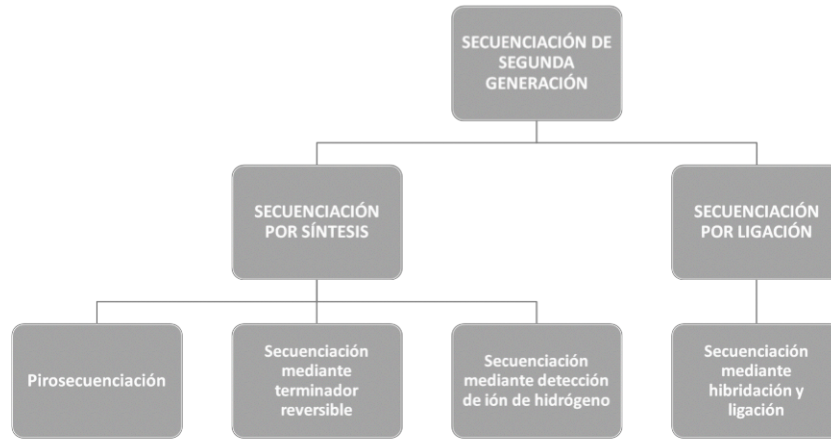 SECUENCIACIÓN DE
SEGUNDA
GENERACIÓN
SECUENCIACIÓN
POR SÍNTESIS
SECUENCIACIÓN
POR LIGACIÓN
Pirosecuenciación
Secuenciación
mediante
terminador
reversible
Secuenciación
mediante detección
de ión de hidrógeno
Secuenciación
mediante
hibridación y
ligación